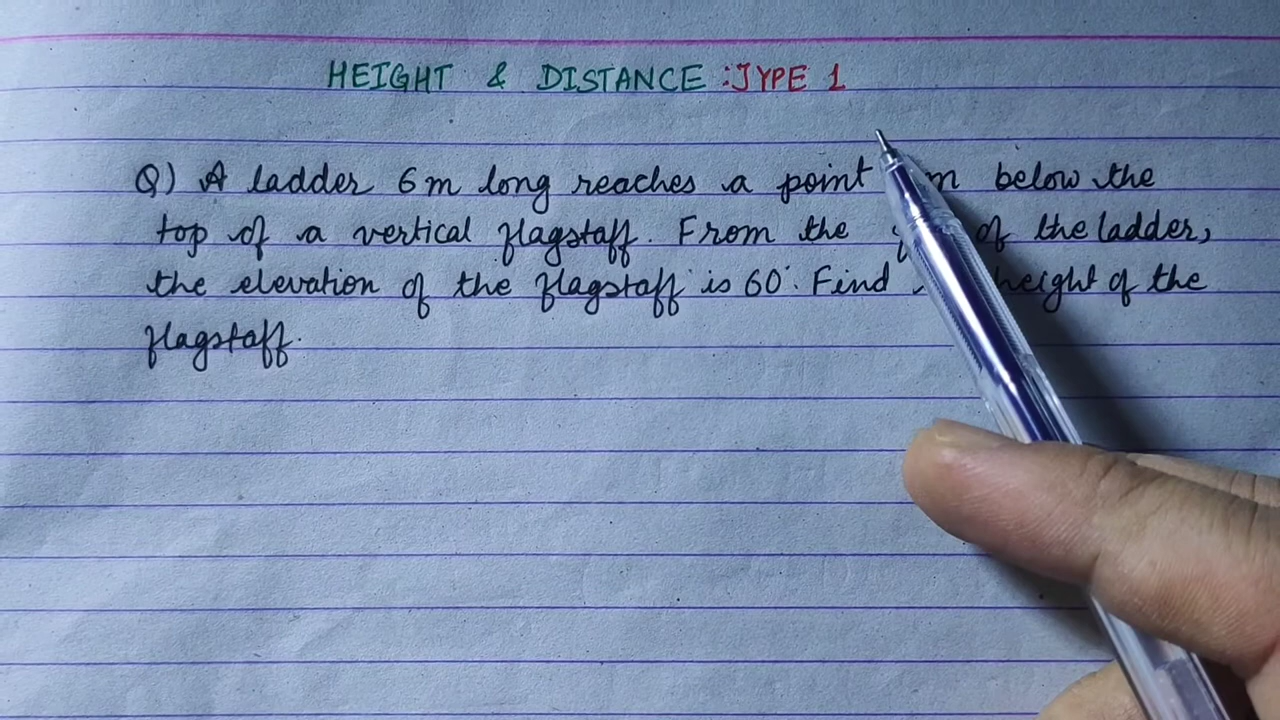 HEIGHT & DISTANCE : TYPE 1
Q) A ladder 6m long reaches a point m below the
top of a vertical flagstaff. From the of the ladder,
the elevation of the flagstaff is 60°. Find height of the
flagstaff.